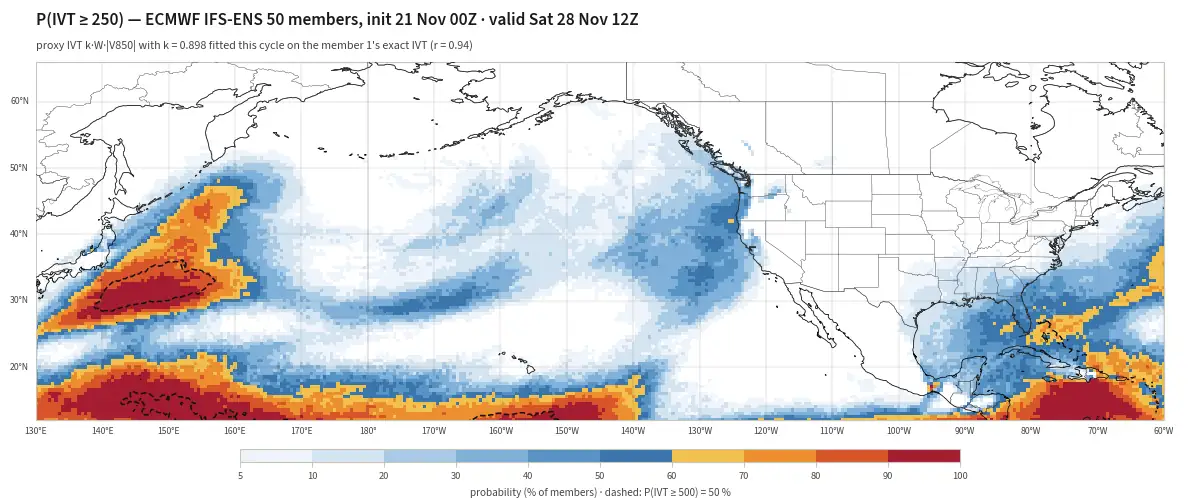 P(IVT ≥ 250) — ECMWF IFS-ENS 50 members, init 21 Nov 00Z · valid Sat 28 Nov 12Z
proxy IVT k·W·|V850| with k = 0.898 fitted this cycle on the member 1's exact IVT (r = 0.94)
60°N
50°N
40°N
30°N
20°N
130°E 140°E 150°E 160°E 170°E 180° 170°W 160°W 150°W 140°W 130°W 120°W 110°W 100°W 90°W 80°W 70°W 60°W
5 10 20 30 40 50 60 70 80 90 100
probability (% of members) · dashed: P(IVT ≥ 500) = 50 %